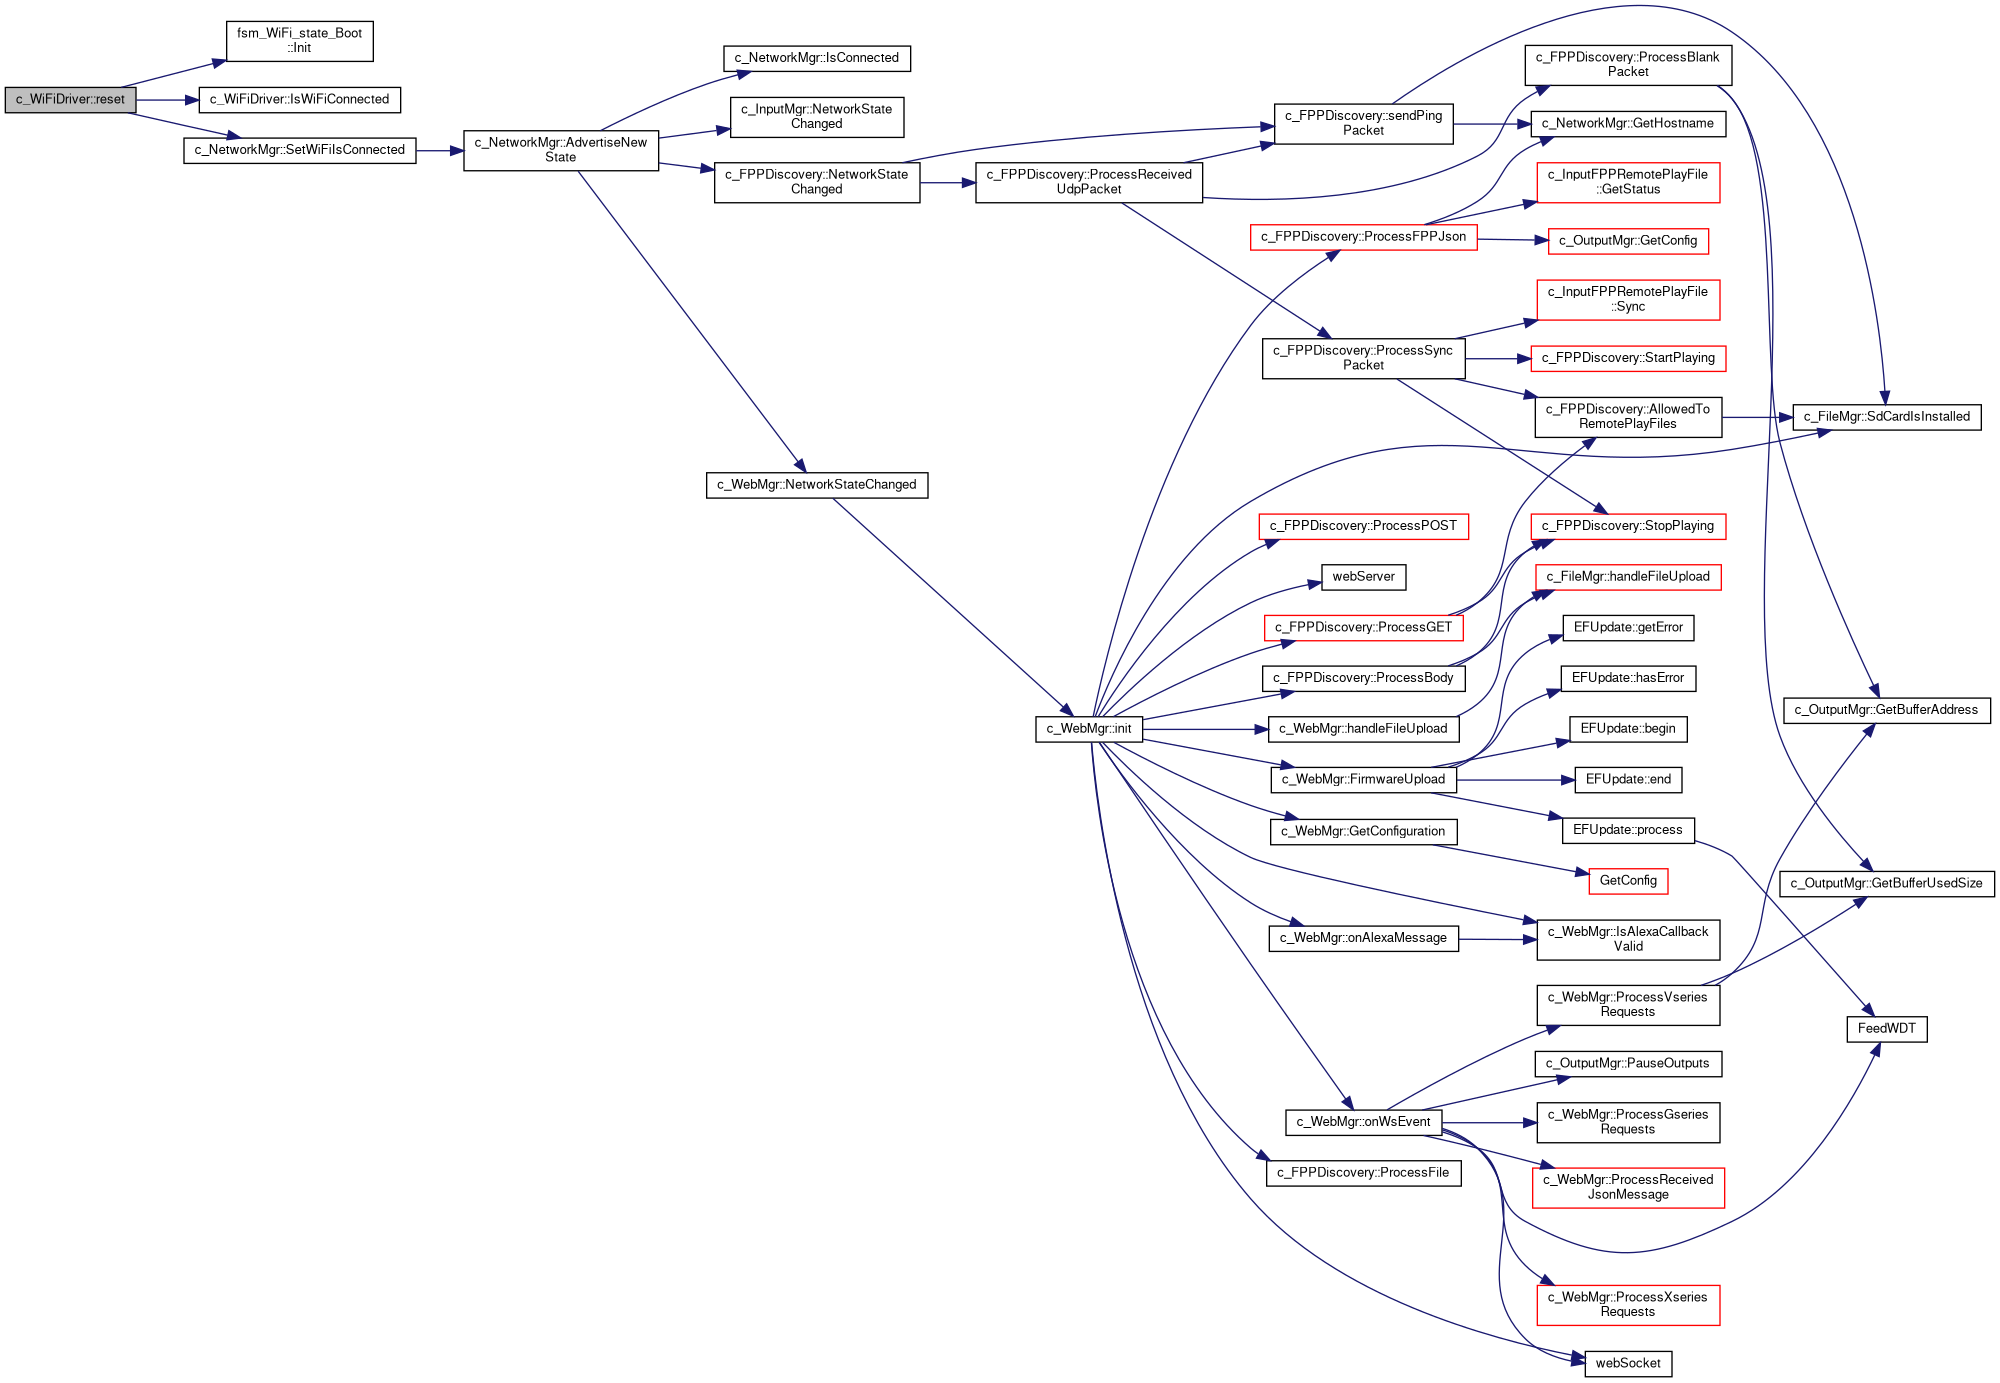 c_WiFiDriver::reset
fsm_WiFi_state_Boot
::Init
c_WiFiDriver::IsWiFiConnected
c_NetworkMgr::SetWiFiIsConnected
c_NetworkMgr::AdvertiseNew
State
c_NetworkMgr::IsConnected
c_InputMgr::NetworkState
Changed
c_FPPDiscovery::NetworkState
Changed
c_WebMgr::NetworkStateChanged
c_FPPDiscovery::ProcessReceived
UdpPacket
c_WebMgr::init
c_FPPDiscovery::sendPing
Packet
c_FPPDiscovery::ProcessFPPJson
c_FPPDiscovery::ProcessSync
Packet
c_FPPDiscovery::ProcessPOST
webServer
c_FPPDiscovery::ProcessGET
c_FPPDiscovery::ProcessBody
c_WebMgr::handleFileUpload
c_WebMgr::FirmwareUpload
c_WebMgr::GetConfiguration
c_WebMgr::onAlexaMessage
c_WebMgr::onWsEvent
c_FPPDiscovery::ProcessFile
c_FPPDiscovery::ProcessBlank
Packet
c_NetworkMgr::GetHostname
c_InputFPPRemotePlayFile
::GetStatus
c_OutputMgr::GetConfig
c_InputFPPRemotePlayFile
::Sync
c_FPPDiscovery::StartPlaying
c_FPPDiscovery::AllowedTo
RemotePlayFiles
c_FPPDiscovery::StopPlaying
c_FileMgr::handleFileUpload
EFUpdate::getError
EFUpdate::hasError
EFUpdate::begin
EFUpdate::end
EFUpdate::process
GetConfig
c_WebMgr::IsAlexaCallback
Valid
c_WebMgr::ProcessVseries
Requests
c_OutputMgr::PauseOutputs
c_WebMgr::ProcessGseries
Requests
c_WebMgr::ProcessReceived
JsonMessage
c_WebMgr::ProcessXseries
Requests
webSocket
c_FileMgr::SdCardIsInstalled
c_OutputMgr::GetBufferAddress
c_OutputMgr::GetBufferUsedSize
FeedWDT